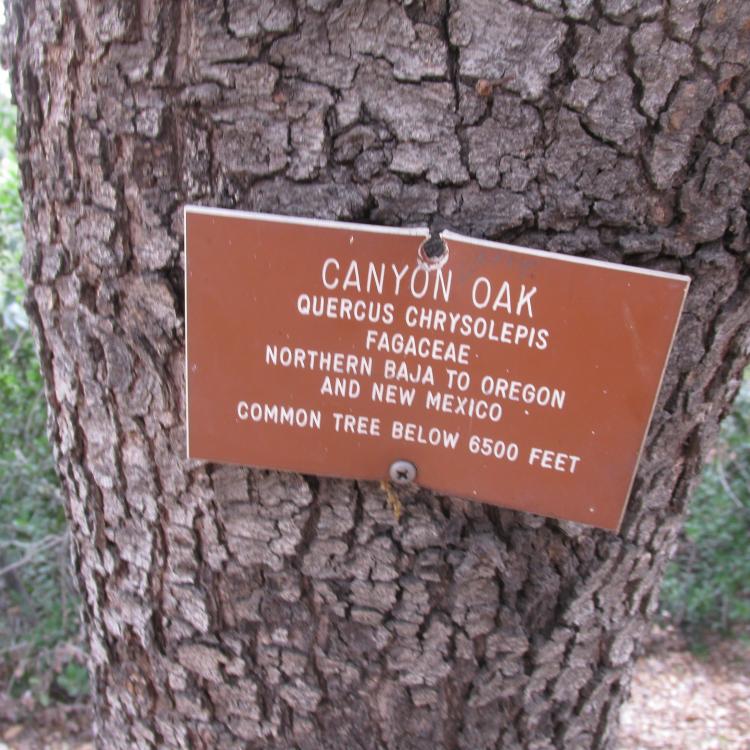 CANYON OAK
QUERCUS CHRYSOLEPIS
FAGACEAE
NORTHERN BAJA TO OREGON
AND NEW MEXICO
COMMON TREE BELOW 6500 FEET